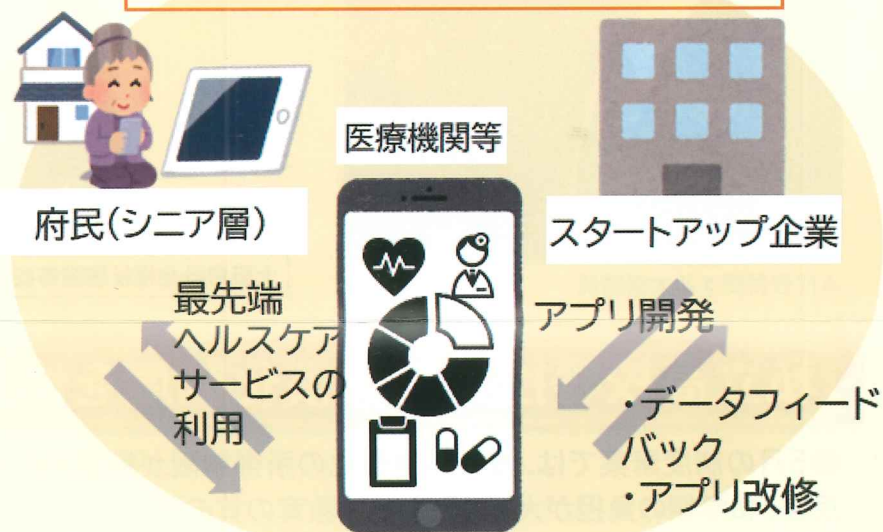 医療機関等
府民(シニア層)
スタートアップ企業
最先端
ヘルスケア
サービスの
利用
アプリ開発
・データフィード
バック
・アプリ改修